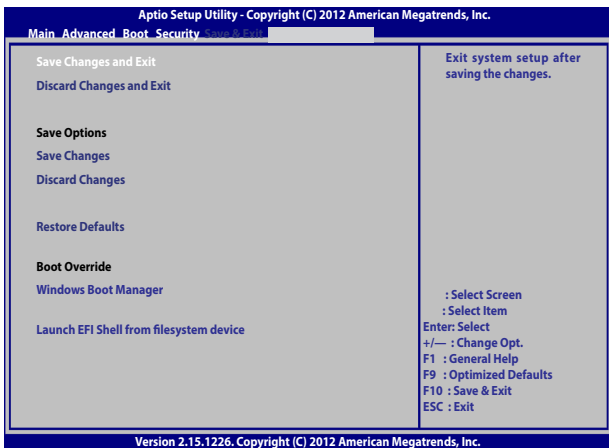 Aptio Setup Utility - Copyright (C) 2012 American Megatrends, Inc.
Main Advanced Boot Security Save & Exit
Save Changes and Exit
Discard Changes and Exit
Save Options
Save Changes
Discard Changes
Restore Defaults
Boot Override
Windows Boot Manager
Launch EFI Shell from filesystem device
Exit system setup after
saving the changes.
: Select Screen
: Select Item
Enter: Select
+/— : Change Opt.
F1 : General Help
F9 : Optimized Defaults
F10 : Save & Exit
ESC : Exit
Version 2.15.1226. Copyright (C) 2012 American Megatrends, Inc.